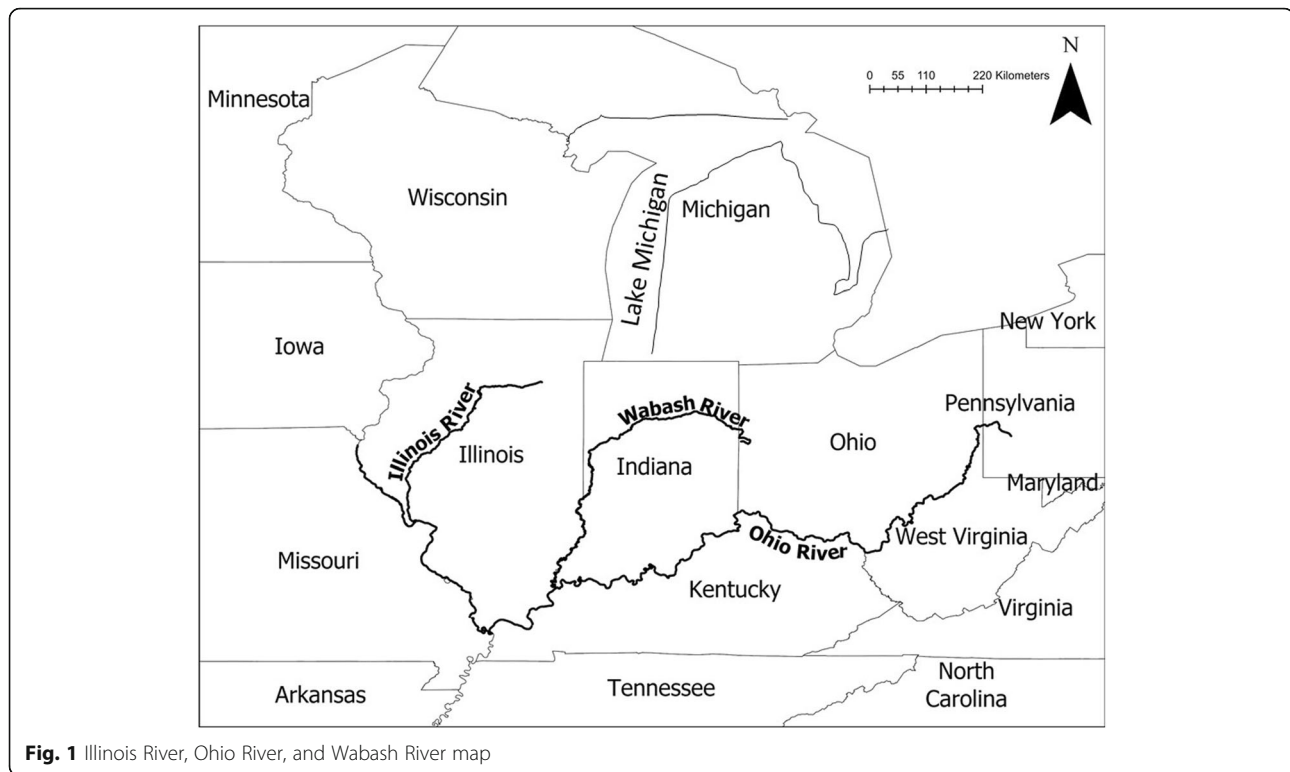 N
0 55 110 220 Kilometers
Minnesota
Wisconsin
Lake Michigan
Michigan
New York
Iowa
Illinois River
Illinois
Wabash River
Indiana
Ohio
Pennsylvania
Maryland
Missouri
Ohio River
West Virginia
Kentucky
Virginia
Arkansas
Tennessee
North
Carolina
Fig. 1 Illinois River, Ohio River, and Wabash River map